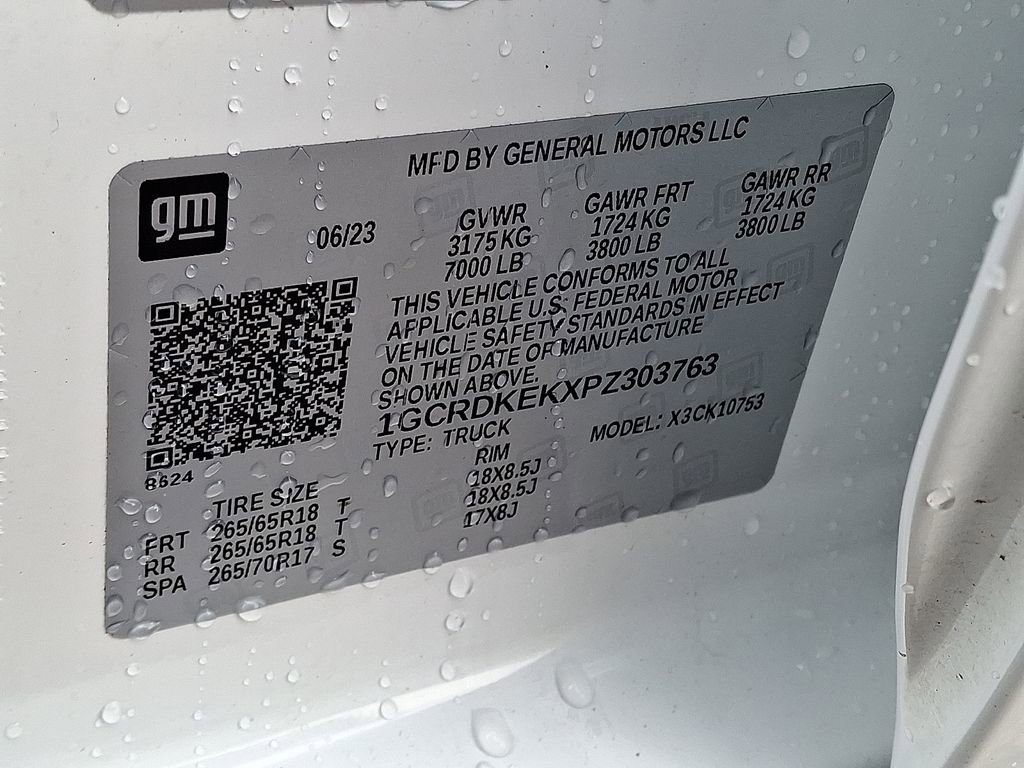 MFD BY GENERAL MOTORS LLC
gm
06/23
GVWR GAWR FRT GAWR RR
3175 KG 1724 KG 1724 KG
7000 LB 3800 LB 3800 LB
THIS VEHICLE CONFORMS TO ALL
APPLICABLE U.S. FEDERAL MOTOR
VEHICLE SAFETY STANDARDS IN EFFECT
ON THE DATE OF MANUFACTURE
SHOWN ABOVE.
1GCRDKEKXPZ303763
TYPE: TRUCK MODEL: X3CK10753
8624
TIRE SIZE RIM
FRT 265/65R18 T 18X8.5J
RR 265/65R18 T 18X8.5J
SPA 265/70R17 S 17X8J